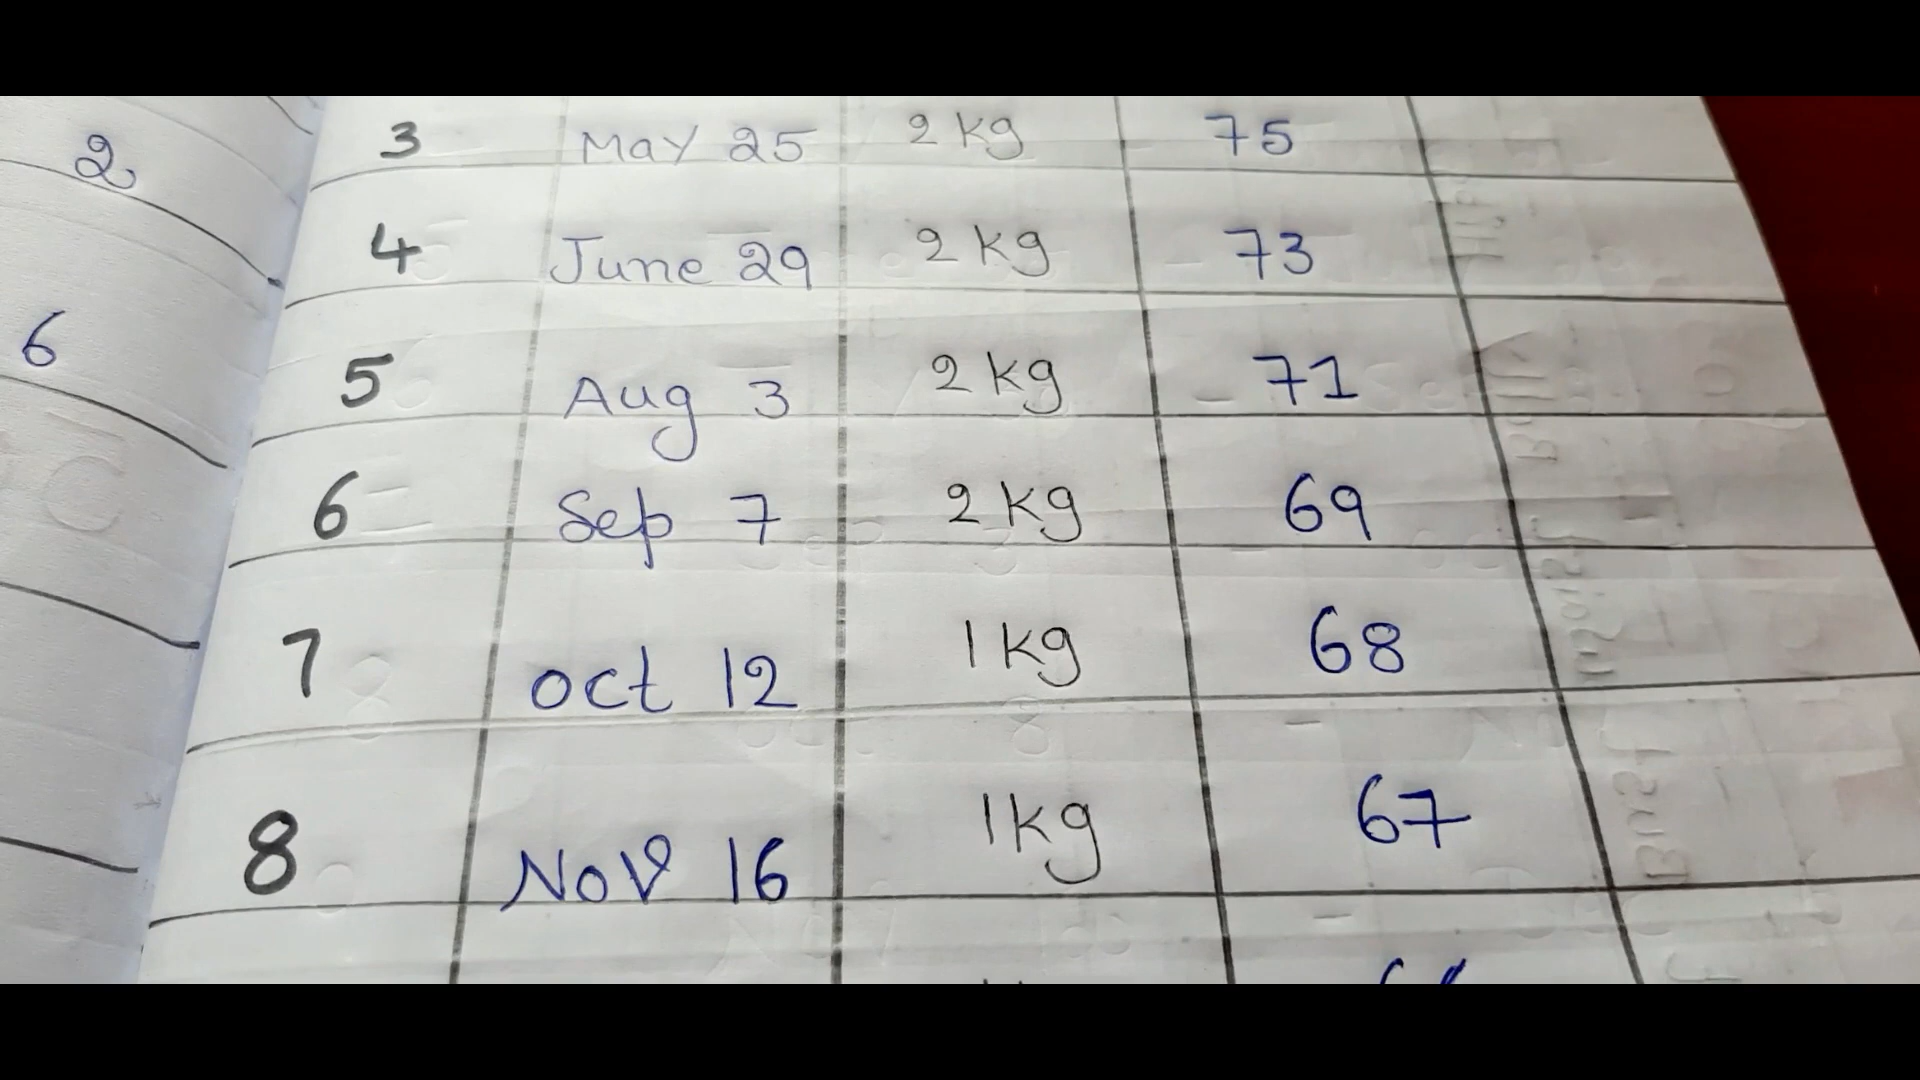 2
6
3 May 25 2 kg 75
4 June 29 2 kg 73
5 Aug 3 2 kg 71
6 Sep 7 2 kg 69
7 oct 12 1 kg 68
8 Nov 16 1 kg 67